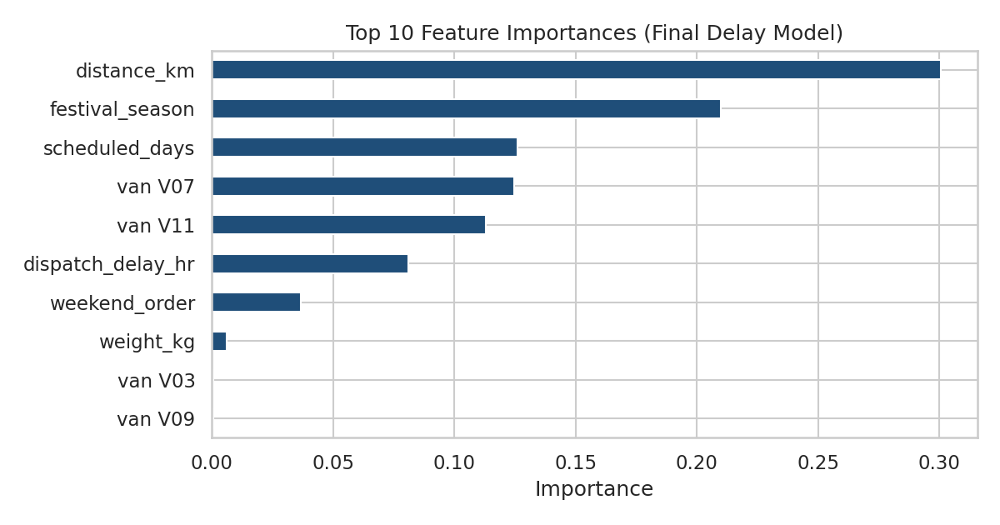 Top 10 Feature Importances (Final Delay Model)
distance_km
festival_season
scheduled_days
van V07
van V11
dispatch_delay_hr
weekend_order
weight_kg
van V03
van V09
0.00 0.05 0.10 0.15 0.20 0.25 0.30
Importance